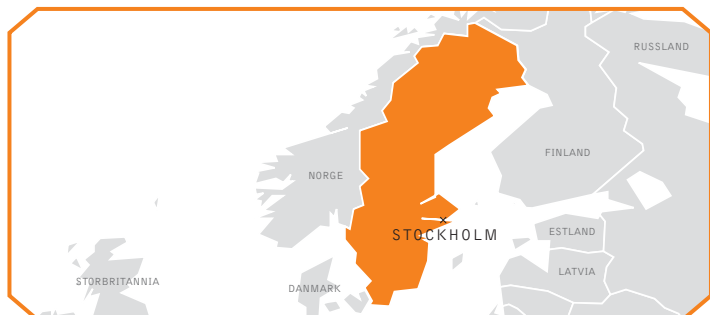 RUSSLAND
FINLAND
NORGE
ESTLAND
STOCKHOLM
LATVIA
STORBRITANNIA
DANMARK